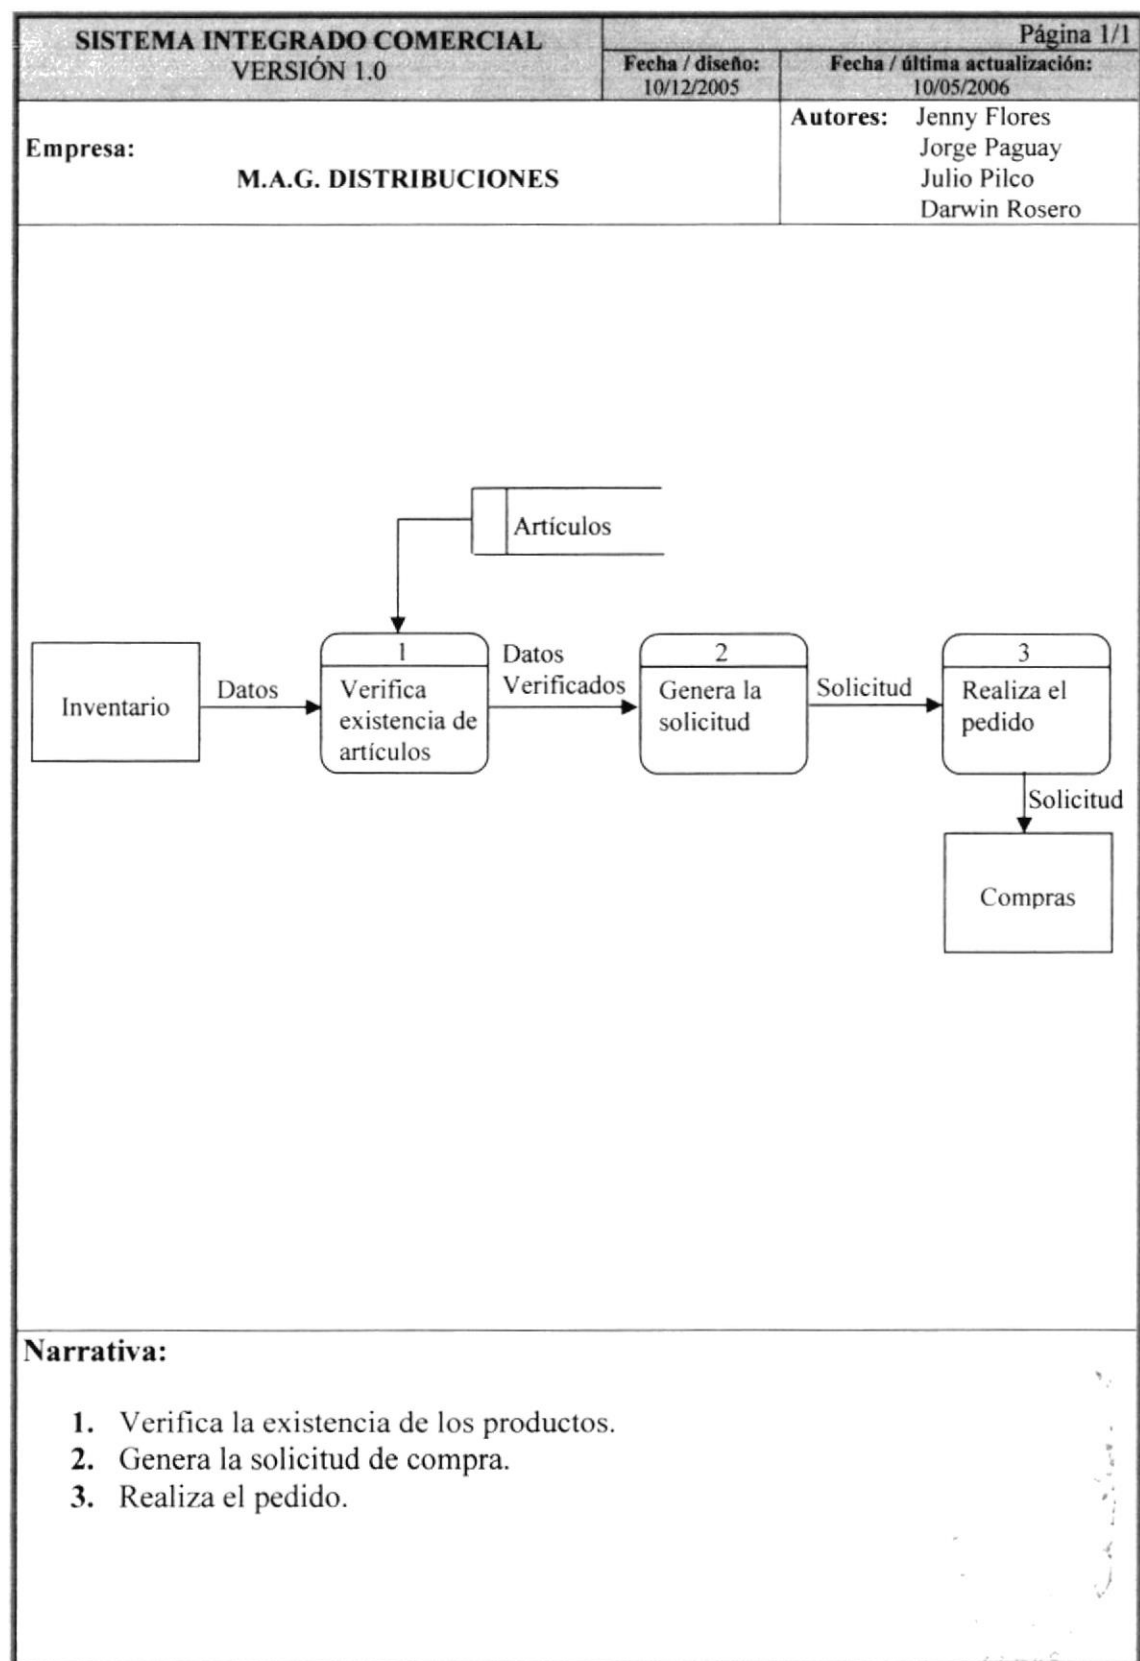 SISTEMA INTEGRADO COMERCIAL
VERSIÓN 1.0
Página 1/1
Fecha / diseño:
10/12/2005
Fecha / última actualización:
10/05/2006
Empresa:
M.A.G. DISTRIBUCIONES
Autores: Jenny Flores
Jorge Paguay
Julio Pilco
Darwin Rosero
Artículos
Inventario
Datos
1
Verifica
existencia de
artículos
Datos
Verificados
2
Genera la
solicitud
Solicitud
3
Realiza el
pedido
Solicitud
Compras
Narrativa:
1. Verifica la existencia de los productos.
2. Genera la solicitud de compra.
3. Realiza el pedido.